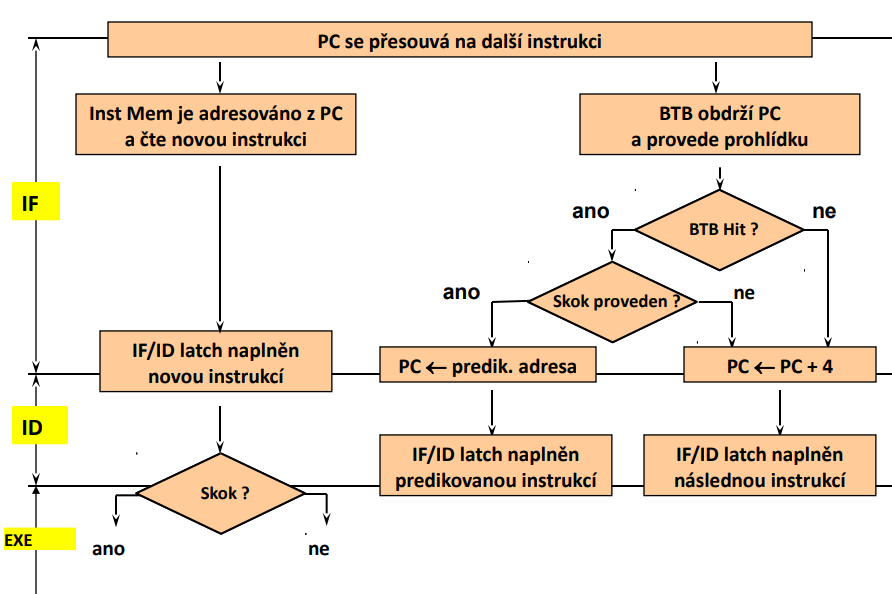 PC se přesouvá na další instrukci
Inst Mem je adresováno z PC
a čte novou instrukci
BTB obdrží PC
a provede prohlídku
IF
ano
ne
BTB Hit ?
ano
Skok proveden ?
ne
IF/ID latch naplněn
novou instrukcí
PC ← predik. adresa
PC ← PC + 4
ID
IF/ID latch naplněn
predikovanou instrukcí
IF/ID latch naplněn
následnou instrukcí
Skok ?
EXE
ano
ne